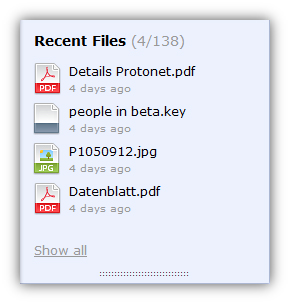 Recent Files (4/138)
Details Protonet.pdf
PDF
4 days ago
people in beta.key
4 days ago
P1050912.jpg
JPG
4 days ago
Datenblatt.pdf
PDF
4 days ago
Show all